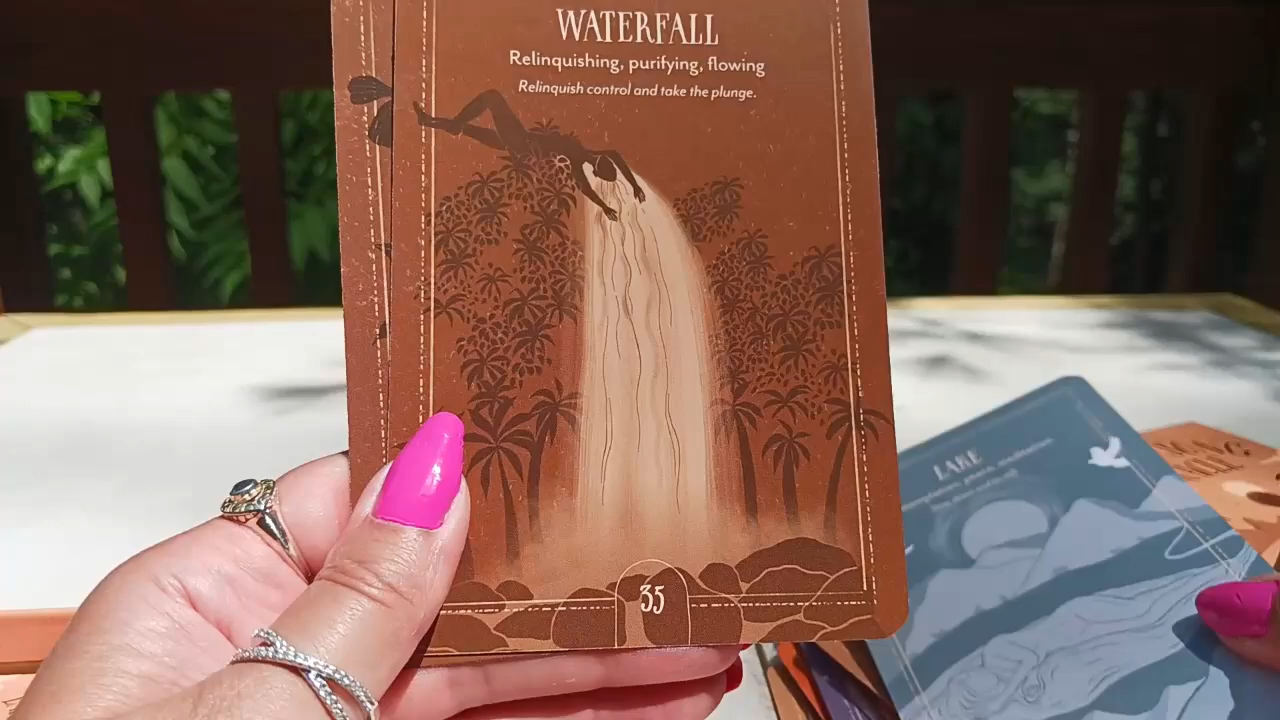 WATERFALL
Relinquishing, purifying, flowing
Relinquish control and take the plunge.
35
LAKE